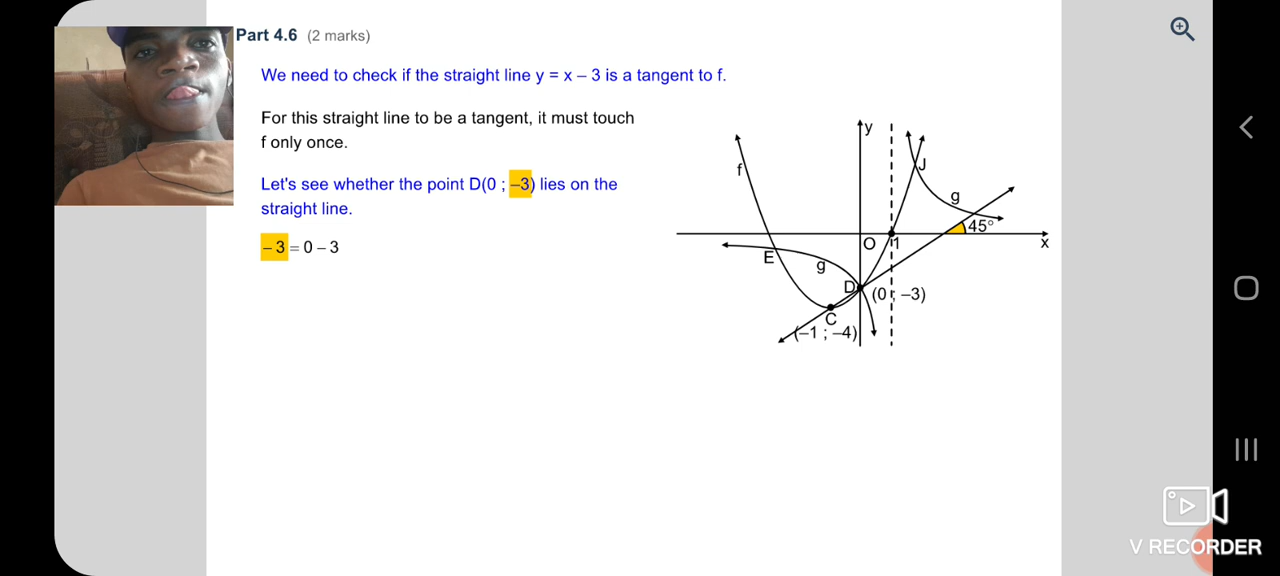 Part 4.6 (2 marks)
We need to check if the straight line y = x – 3 is a tangent to f.
For this straight line to be a tangent, it must touch
f only once.
Let's see whether the point D(0 ; –3) lies on the
straight line.
– 3 = 0 – 3
y
f
J
g
45°
O
1
x
E
g
D
(0 ; –3)
C
(–1 ; –4)
V RECORDER